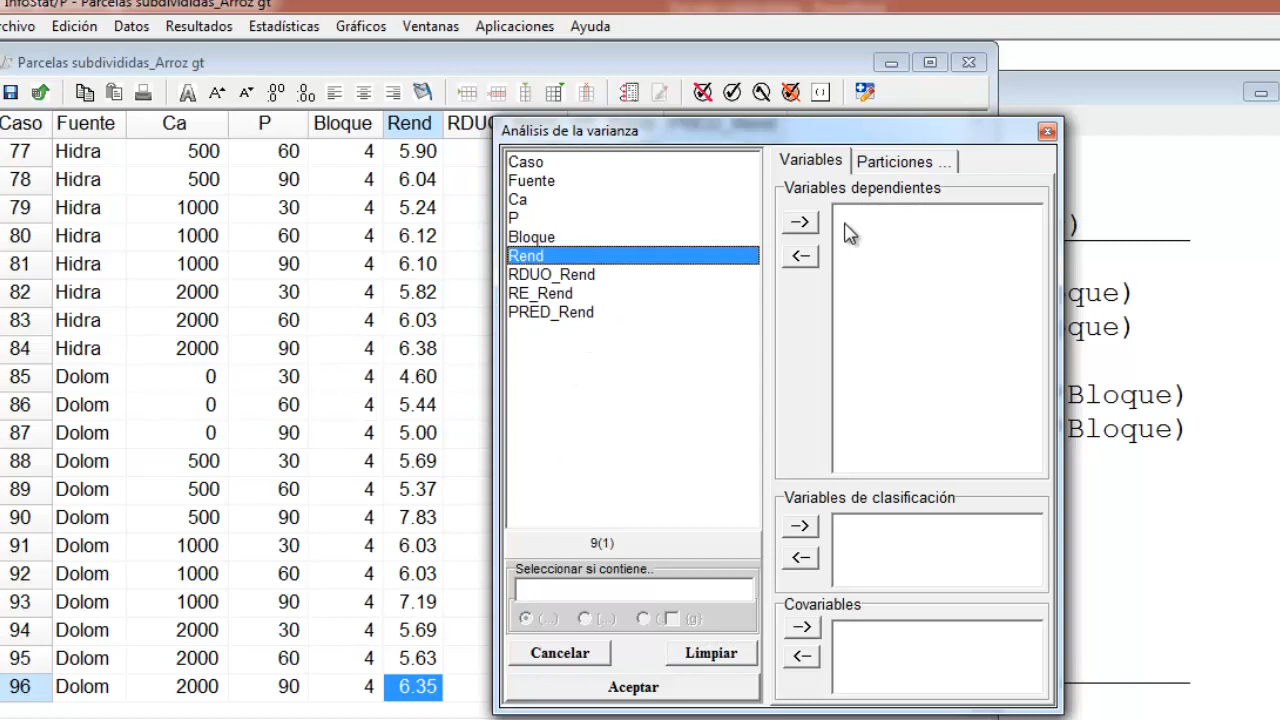 InfoStat/P - Parcelas subdivididas_Arroz gt
rchivo Edición Datos Resultados Estadísticas Gráficos Ventanas Aplicaciones Ayuda
Parcelas subdivididas_Arroz gt
Caso Fuente Ca P Bloque Rend RDUO PRED_Rend
77 Hidra 500 60 4 5.90
78 Hidra 500 90 4 6.04
79 Hidra 1000 30 4 5.24
80 Hidra 1000 60 4 6.12
81 Hidra 1000 90 4 6.10
82 Hidra 2000 30 4 5.82
83 Hidra 2000 60 4 6.03
84 Hidra 2000 90 4 6.38
85 Dolom 0 30 4 4.60
86 Dolom 0 60 4 5.44
87 Dolom 0 90 4 5.00
88 Dolom 500 30 4 5.69
89 Dolom 500 60 4 5.37
90 Dolom 500 90 4 7.83
91 Dolom 1000 30 4 6.03
92 Dolom 1000 60 4 6.03
93 Dolom 1000 90 4 7.19
94 Dolom 2000 30 4 5.69
95 Dolom 2000 60 4 5.63
96 Dolom 2000 90 4 6.35
Análisis de la varianza
Caso
Fuente
Ca
P
Bloque
Rend
RDUO_Rend
RE_Rend
PRED_Rend
9(1)
Seleccionar si contiene..
(...) [..) (. {g}
Cancelar Limpiar
Aceptar
Variables Particiones ...
Variables dependientes
-->
<--
Variables de clasificación
-->
<--
Covariables
-->
<--
)
que)
que)
Bloque)
Bloque)